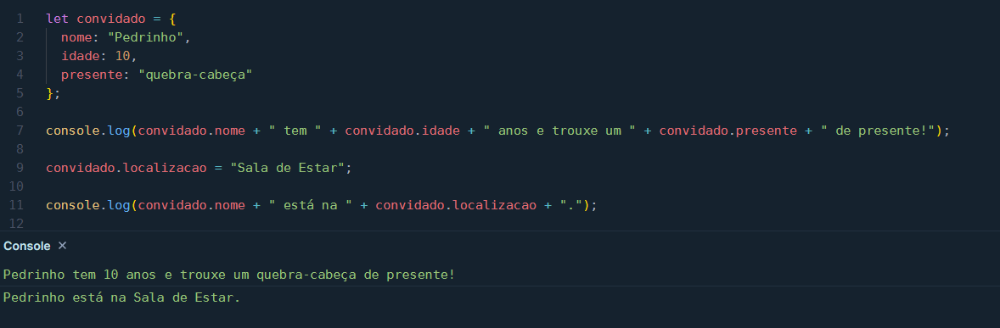 1 let convidado = {
2 nome: "Pedrinho",
3 idade: 10,
4 presente: "quebra-cabeça"
5 };
6
7 console.log(convidado.nome + " tem " + convidado.idade + " anos e trouxe um " + convidado.presente + " de presente!");
8
9 convidado.localizacao = "Sala de Estar";
10
11 console.log(convidado.nome + " está na " + convidado.localizacao + ".");
12
Console ×
Pedrinho tem 10 anos e trouxe um quebra-cabeça de presente!
Pedrinho está na Sala de Estar.